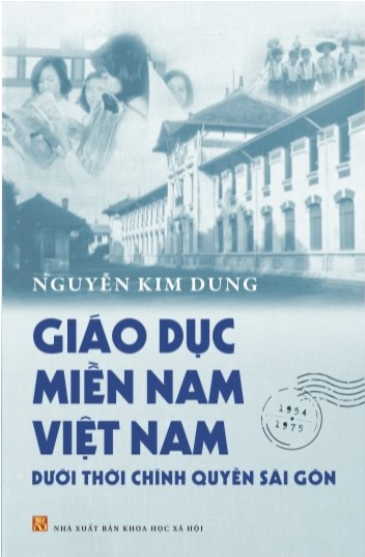 NGUYỄN KIM DUNG
GIÁO DỤC
MIỀN NAM
VIỆT NAM
DƯỚI THỜI CHÍNH QUYỀN SÀI GÒN
1954
1975
NHÀ XUẤT BẢN KHOA HỌC XÃ HỘI